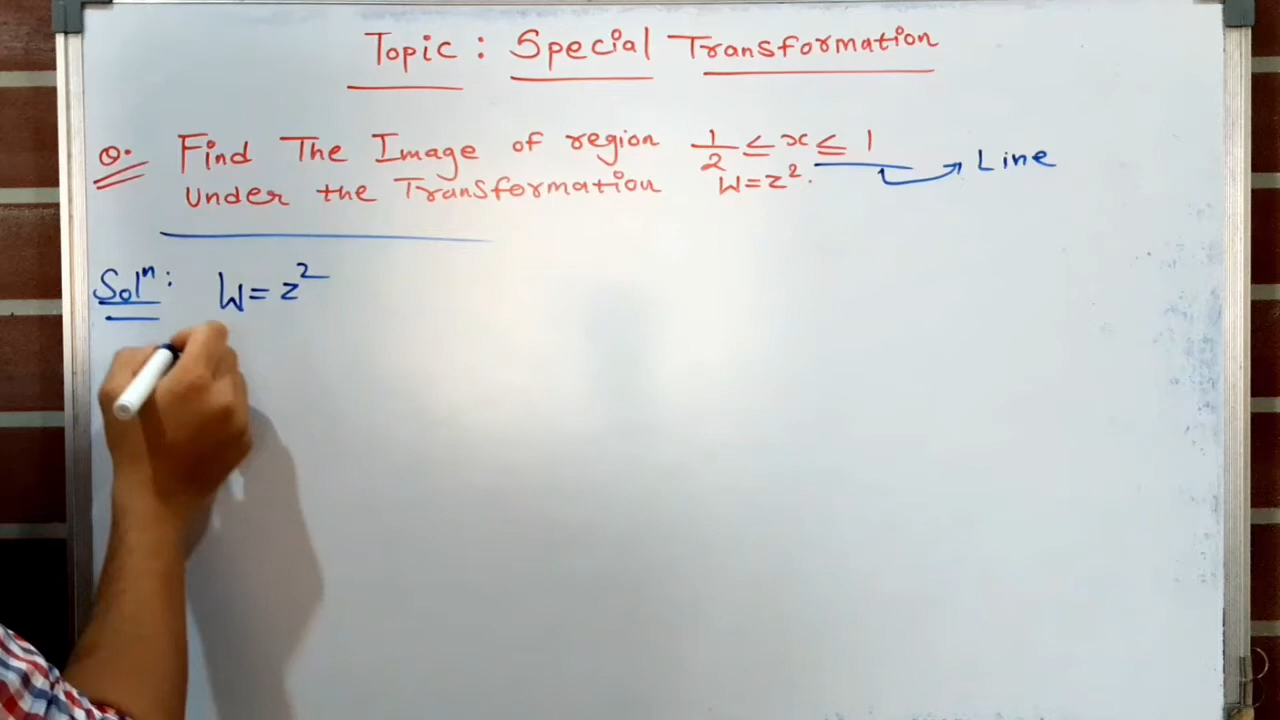 Topic : Special Transformation
Q. Find The Image of region 1/2 ≤ x ≤ 1
under the Transformation W=z². → Line
Solⁿ: W=z²